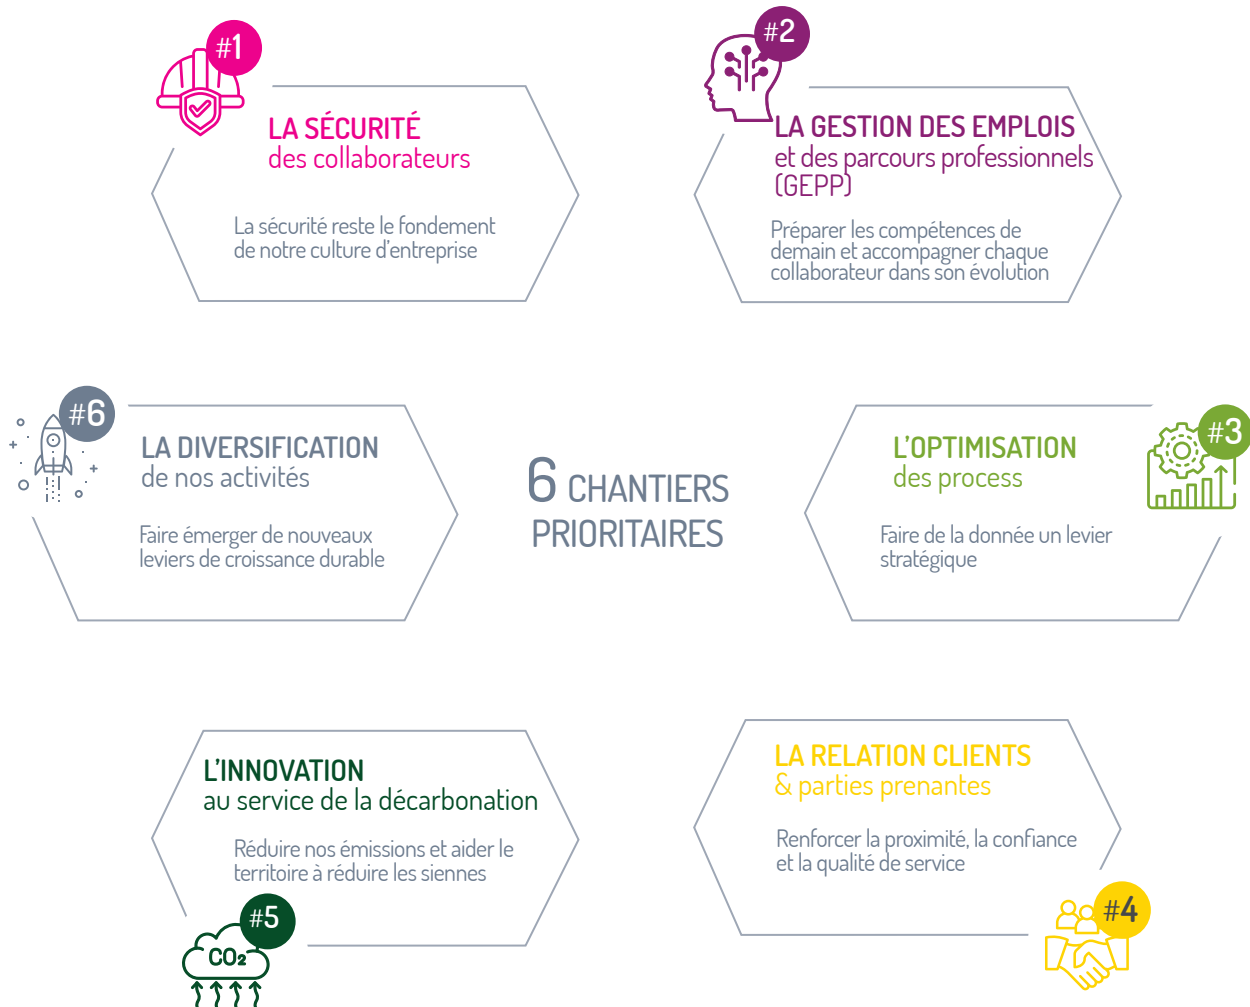 #1
LA SÉCURITÉ
des collaborateurs
La sécurité reste le fondement
de notre culture d'entreprise
#2
LA GESTION DES EMPLOIS
et des parcours professionnels
(GEPP)
Préparer les compétences de
demain et accompagner chaque
collaborateur dans son évolution
#6
LA DIVERSIFICATION
de nos activités
Faire émerger de nouveaux
leviers de croissance durable
6 CHANTIERS
PRIORITAIRES
#3
L'OPTIMISATION
des process
Faire de la donnée un levier
stratégique
L'INNOVATION
au service de la décarbonation
Réduire nos émissions et aider le
territoire à réduire les siennes
#5
CO₂
LA RELATION CLIENTS
& parties prenantes
Renforcer la proximité, la confiance
et la qualité de service
#4